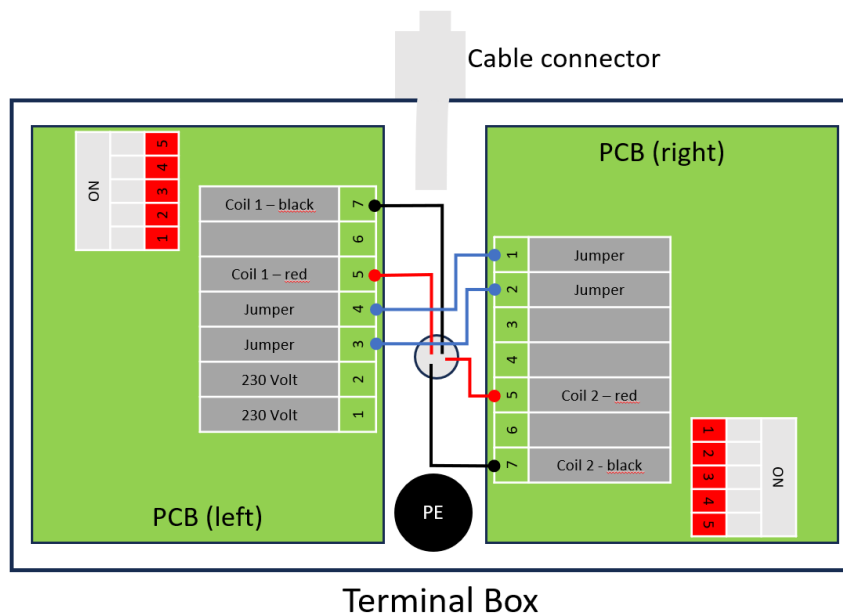 Cable connector
ON
5
4
3
2
1
PCB (right)
Coil 1 – black 7
6
Coil 1 – red 5
Jumper 4
Jumper 3
230 Volt 2
230 Volt 1
1 Jumper
2 Jumper
3
4
5 Coil 2 – red
6
7 Coil 2 - black
1
2
3
4
5
ON
PCB (left)
PE
Terminal Box